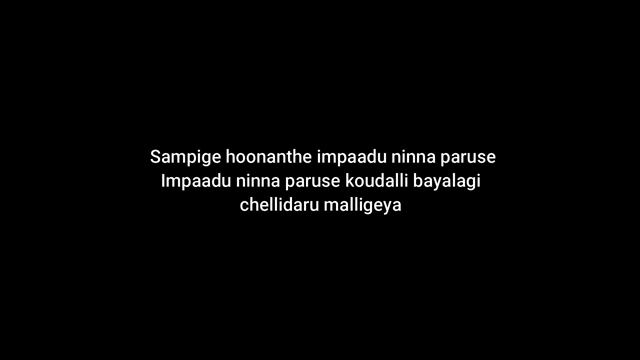 Sampige hoonanthe impaadu ninna paruse
Impaadu ninna paruse koudalli bayalagi
chellidaru malligeya